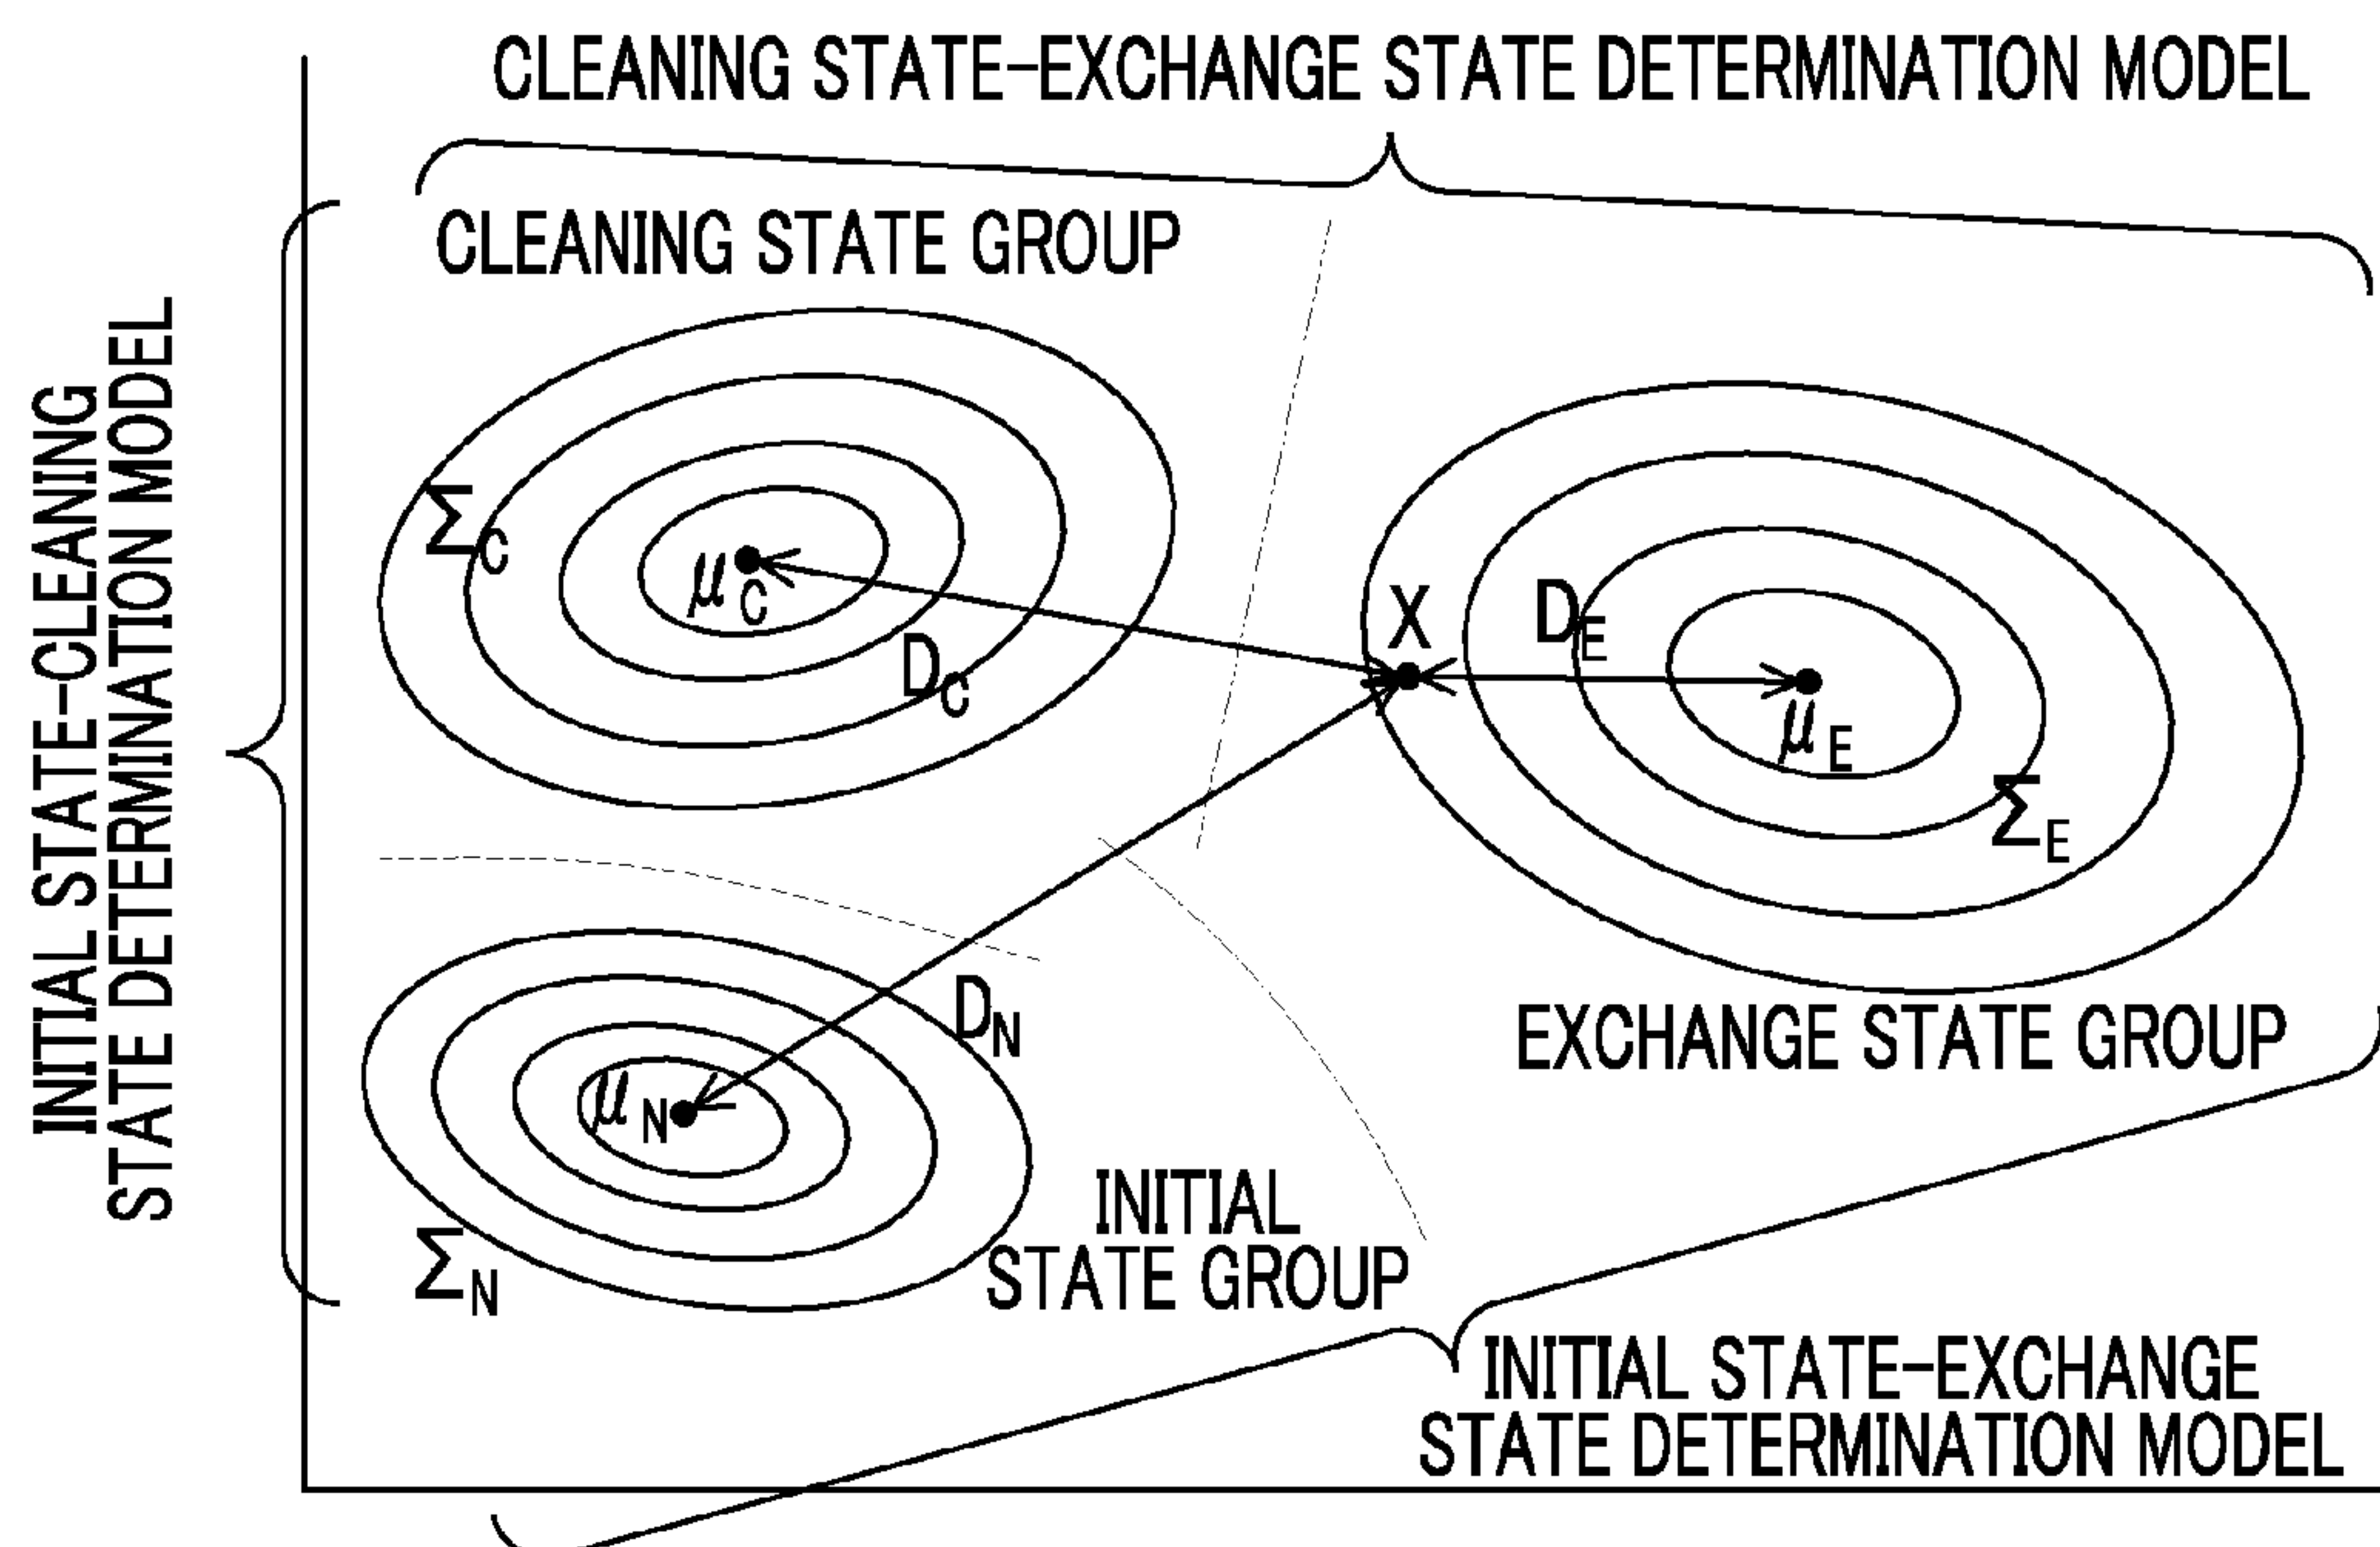 CLEANING STATE-EXCHANGE STATE DETERMINATION MODEL
CLEANING STATE GROUP
INITIAL STATE-CLEANING
STATE DETERMINATION MODEL
ΣC
μC
DC
X
DE
μE
ΣE
EXCHANGE STATE GROUP
DN
μN
ΣN
INITIAL
STATE GROUP
INITIAL STATE-EXCHANGE
STATE DETERMINATION MODEL